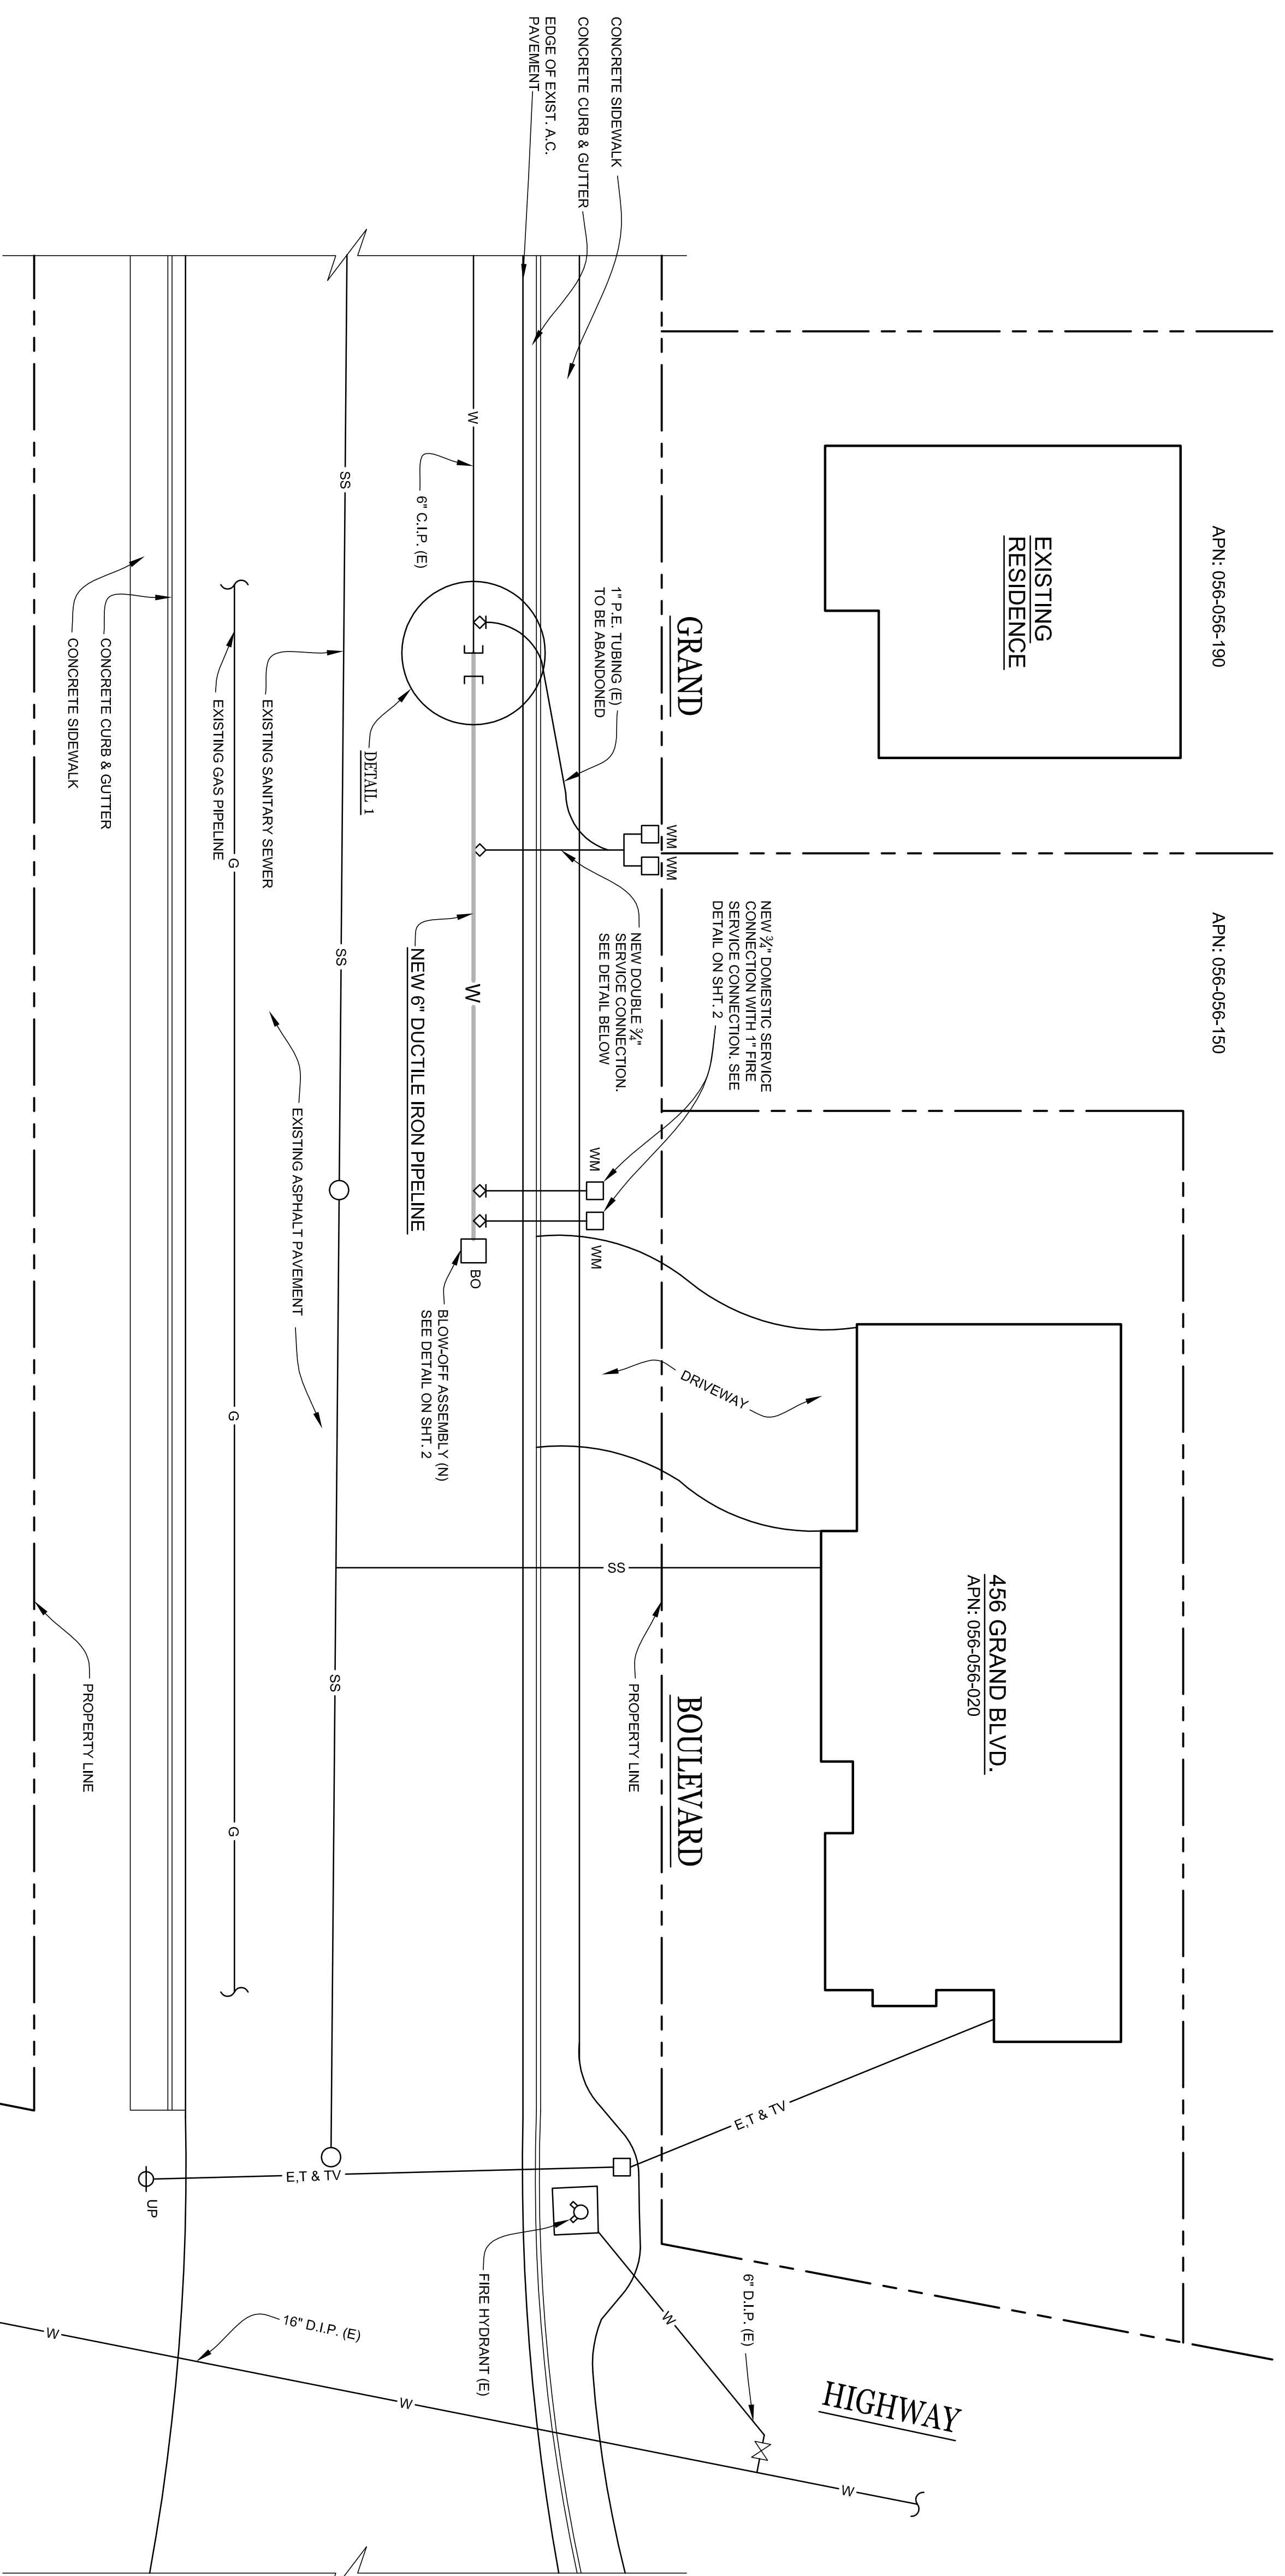 APN: 056-056-190
EXISTING
RESIDENCE
APN: 056-056-150
456 GRAND BLVD.
APN: 056-056-020
GRAND
BOULEVARD
HIGHWAY
CONCRETE SIDEWALK
CONCRETE CURB & GUTTER
EDGE OF EXIST. A.C.
PAVEMENT
1" P.E. TUBING (E)
TO BE ABANDONED
WM
WM
NEW ¾" DOMESTIC SERVICE
CONNECTION WITH 1" FIRE
SERVICE CONNECTION. SEE
DETAIL ON SHT. 2
NEW DOUBLE ¾"
SERVICE CONNECTION.
SEE DETAIL BELOW
WM
WM
DRIVEWAY
SS
PROPERTY LINE
E,T & TV
W
6" D.I.P. (E)
W
W
6" C.I.P. (E)
W
BO
BLOW-OFF ASSEMBLY (N)
SEE DETAIL ON SHT. 2
FIRE HYDRANT (E)
NEW 6" DUCTILE IRON PIPELINE
DETAIL 1
W
SS
SS
SS
E,T & TV
16" D.I.P. (E)
EXISTING ASPHALT PAVEMENT
EXISTING SANITARY SEWER
EXISTING GAS PIPELINE
G
G
G
UP
CONCRETE CURB & GUTTER
CONCRETE SIDEWALK
PROPERTY LINE
W